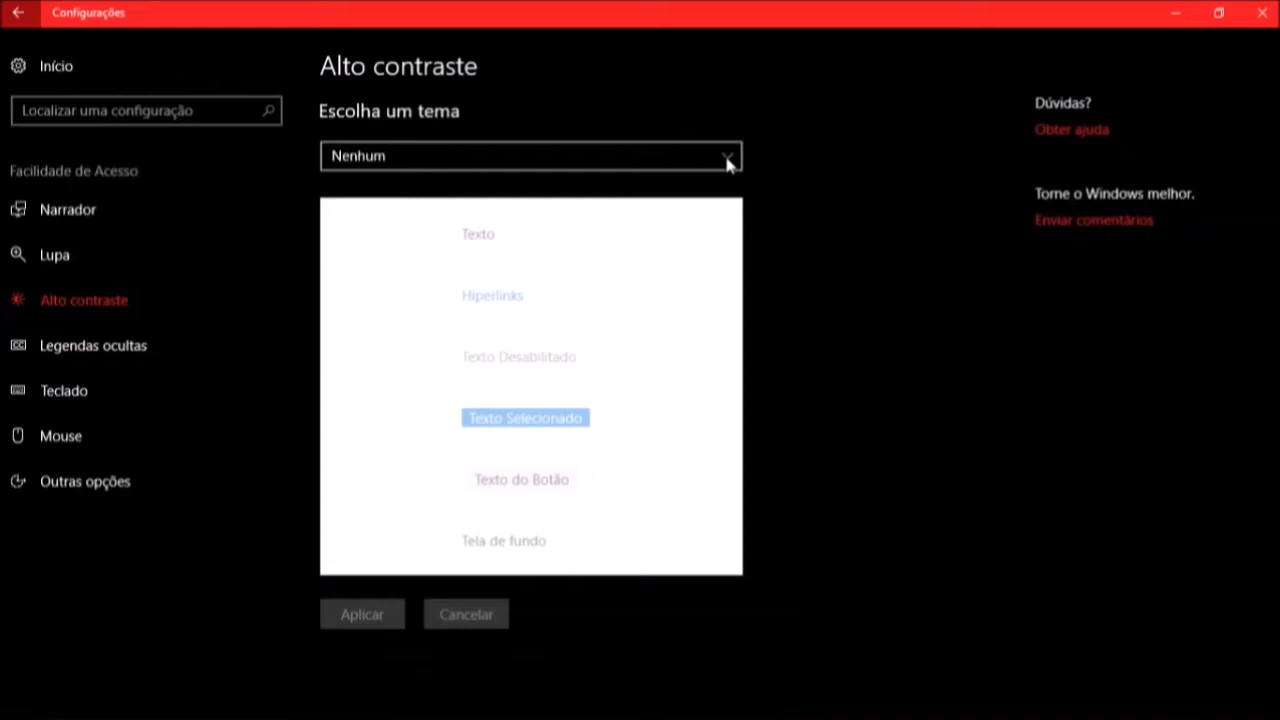 Configurações
Início
Localizar uma configuração
Facilidade de Acesso
Narrador
Lupa
Alto contraste
Legendas ocultas
Teclado
Mouse
Outras opções
Alto contraste
Escolha um tema
Nenhum
Texto
Hiperlinks
Texto Desabilitado
Texto Selecionado
Texto do Botão
Tela de fundo
Aplicar
Cancelar
Dúvidas?
Obter ajuda
Torne o Windows melhor.
Enviar comentários